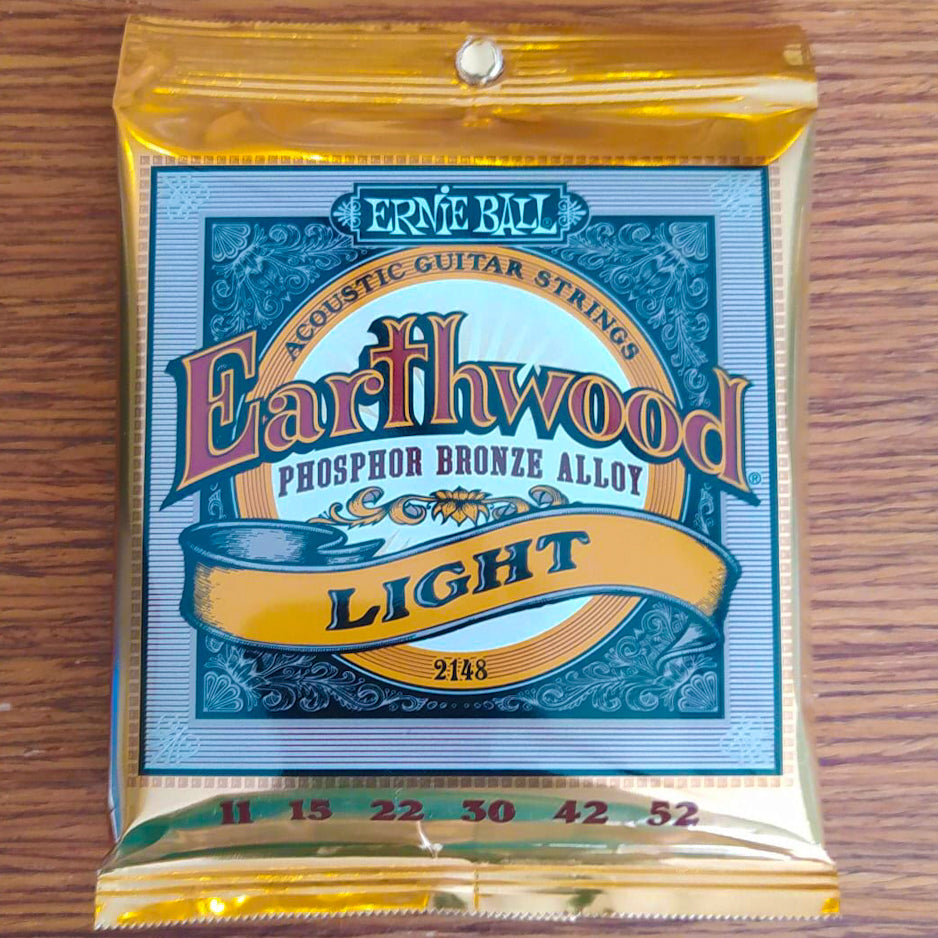 ERNIE BALL
ACOUSTIC GUITAR STRINGS
Earthwood®
PHOSPHOR BRONZE ALLOY
LIGHT
2148
11 15 22 30 42 52